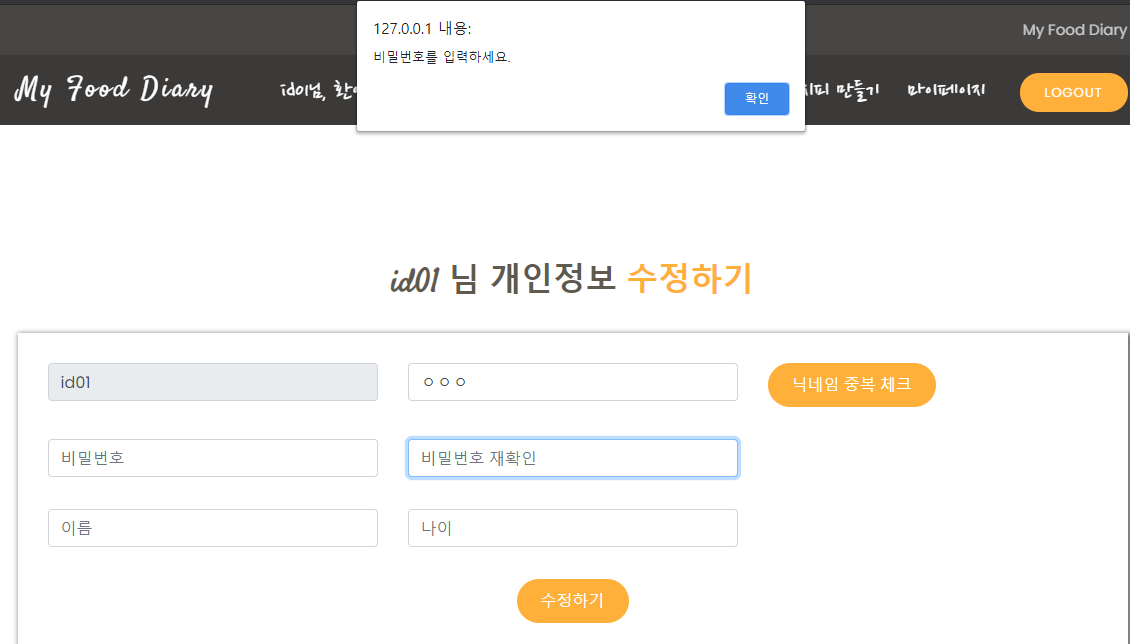 127.0.0.1 내용:
비밀번호를 입력하세요.
확인
My Food Diary
My Food Diary
id01님,
만들기
마이페이지
LOGOUT
id01 님 개인정보 수정하기
id01
ㅇㅇㅇ
닉네임 중복 체크
비밀번호
비밀번호 재확인
이름
나이
수정하기